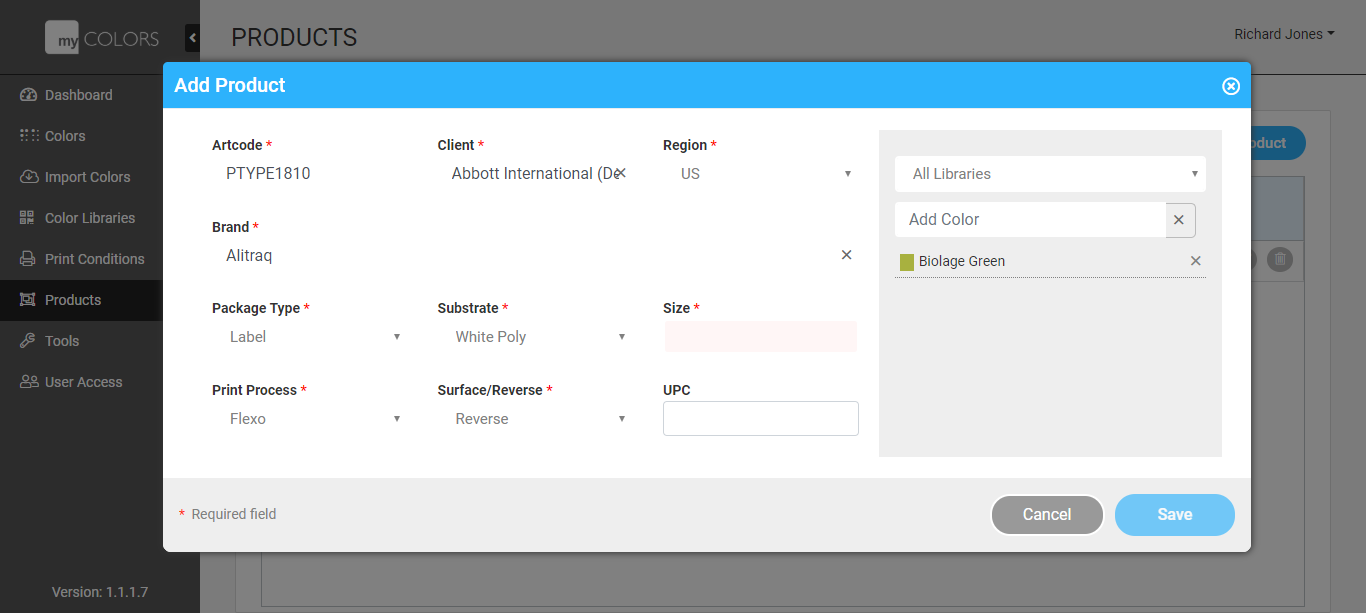 my COLORS
PRODUCTS
Richard Jones
Dashboard
Colors
Import Colors
Color Libraries
Print Conditions
Products
Tools
User Access
Version: 1.1.1.7
Add Product
Artcode *
PTYPE1810
Client *
Abbott International (De
Region *
US
Brand *
Alitraq
Package Type *
Label
Substrate *
White Poly
Size *
Print Process *
Flexo
Surface/Reverse *
Reverse
UPC
All Libraries
Add Color
Biolage Green
oduct
* Required field
Cancel
Save